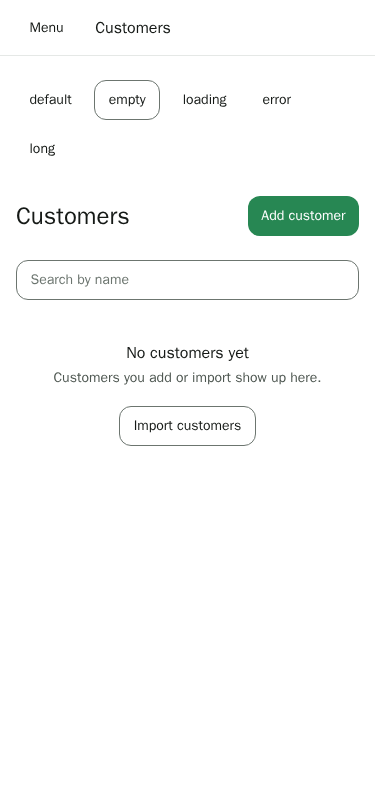 Menu Customers
default empty loading error
long
Customers Add customer
Search by name
No customers yet
Customers you add or import show up here.
Import customers